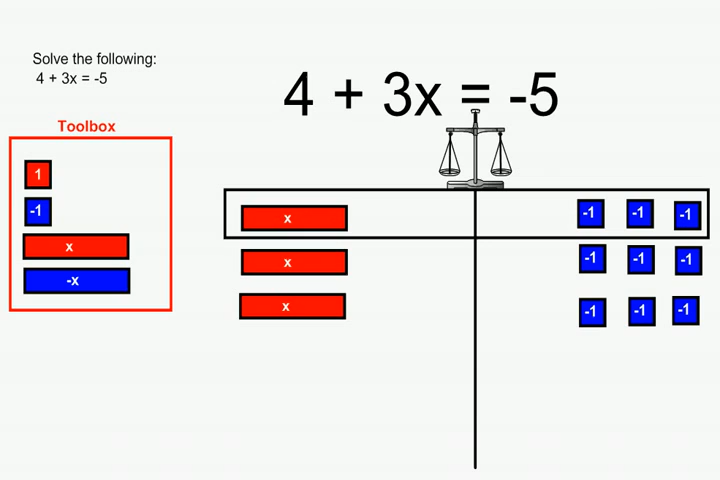 Solve the following:
4 + 3x = -5
4 + 3x = -5
Toolbox
1
-1
x
-x
x -1 -1 -1
x -1 -1 -1
x -1 -1 -1